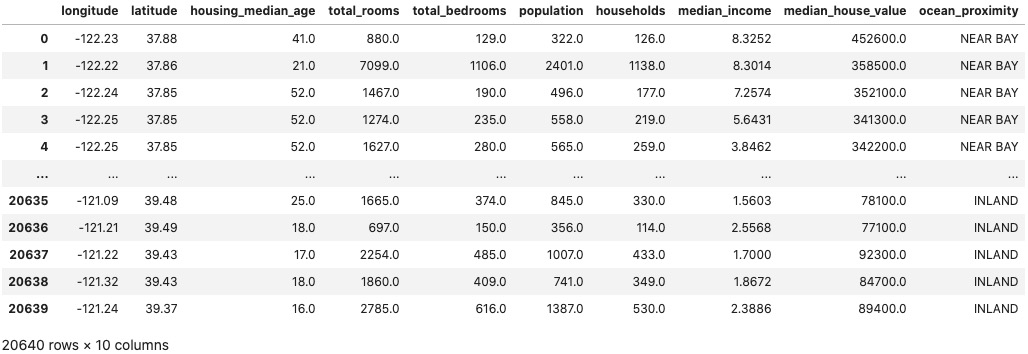 longitude latitude housing_median_age total_rooms total_bedrooms population households median_income median_house_value ocean_proximity
0 -122.23 37.88 41.0 880.0 129.0 322.0 126.0 8.3252 452600.0 NEAR BAY
1 -122.22 37.86 21.0 7099.0 1106.0 2401.0 1138.0 8.3014 358500.0 NEAR BAY
2 -122.24 37.85 52.0 1467.0 190.0 496.0 177.0 7.2574 352100.0 NEAR BAY
3 -122.25 37.85 52.0 1274.0 235.0 558.0 219.0 5.6431 341300.0 NEAR BAY
4 -122.25 37.85 52.0 1627.0 280.0 565.0 259.0 3.8462 342200.0 NEAR BAY
... ... ... ... ... ... ... ... ... ... ...
20635 -121.09 39.48 25.0 1665.0 374.0 845.0 330.0 1.5603 78100.0 INLAND
20636 -121.21 39.49 18.0 697.0 150.0 356.0 114.0 2.5568 77100.0 INLAND
20637 -121.22 39.43 17.0 2254.0 485.0 1007.0 433.0 1.7000 92300.0 INLAND
20638 -121.32 39.43 18.0 1860.0 409.0 741.0 349.0 1.8672 84700.0 INLAND
20639 -121.24 39.37 16.0 2785.0 616.0 1387.0 530.0 2.3886 89400.0 INLAND
20640 rows × 10 columns